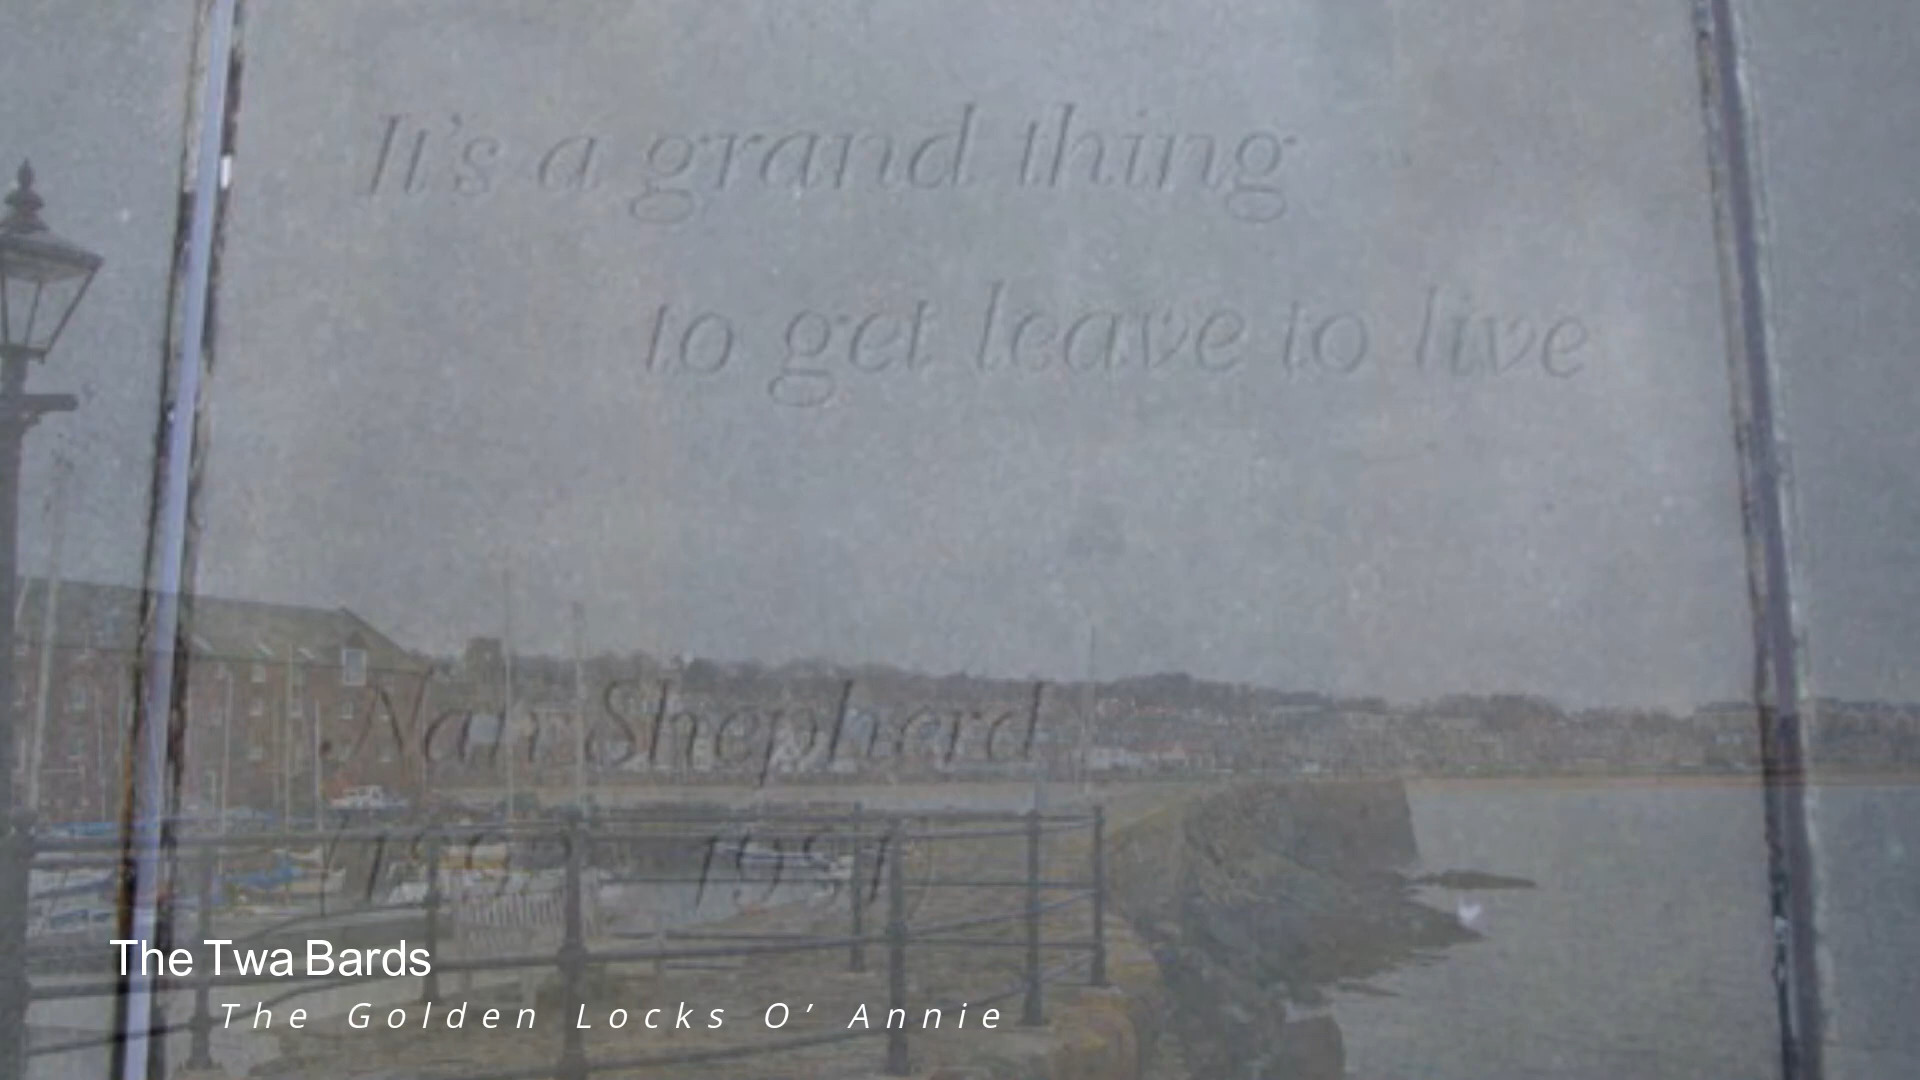 It's a grand thing
to get leave to live
Nan Shepherd
The Twa Bards
The Golden Locks O’ Annie